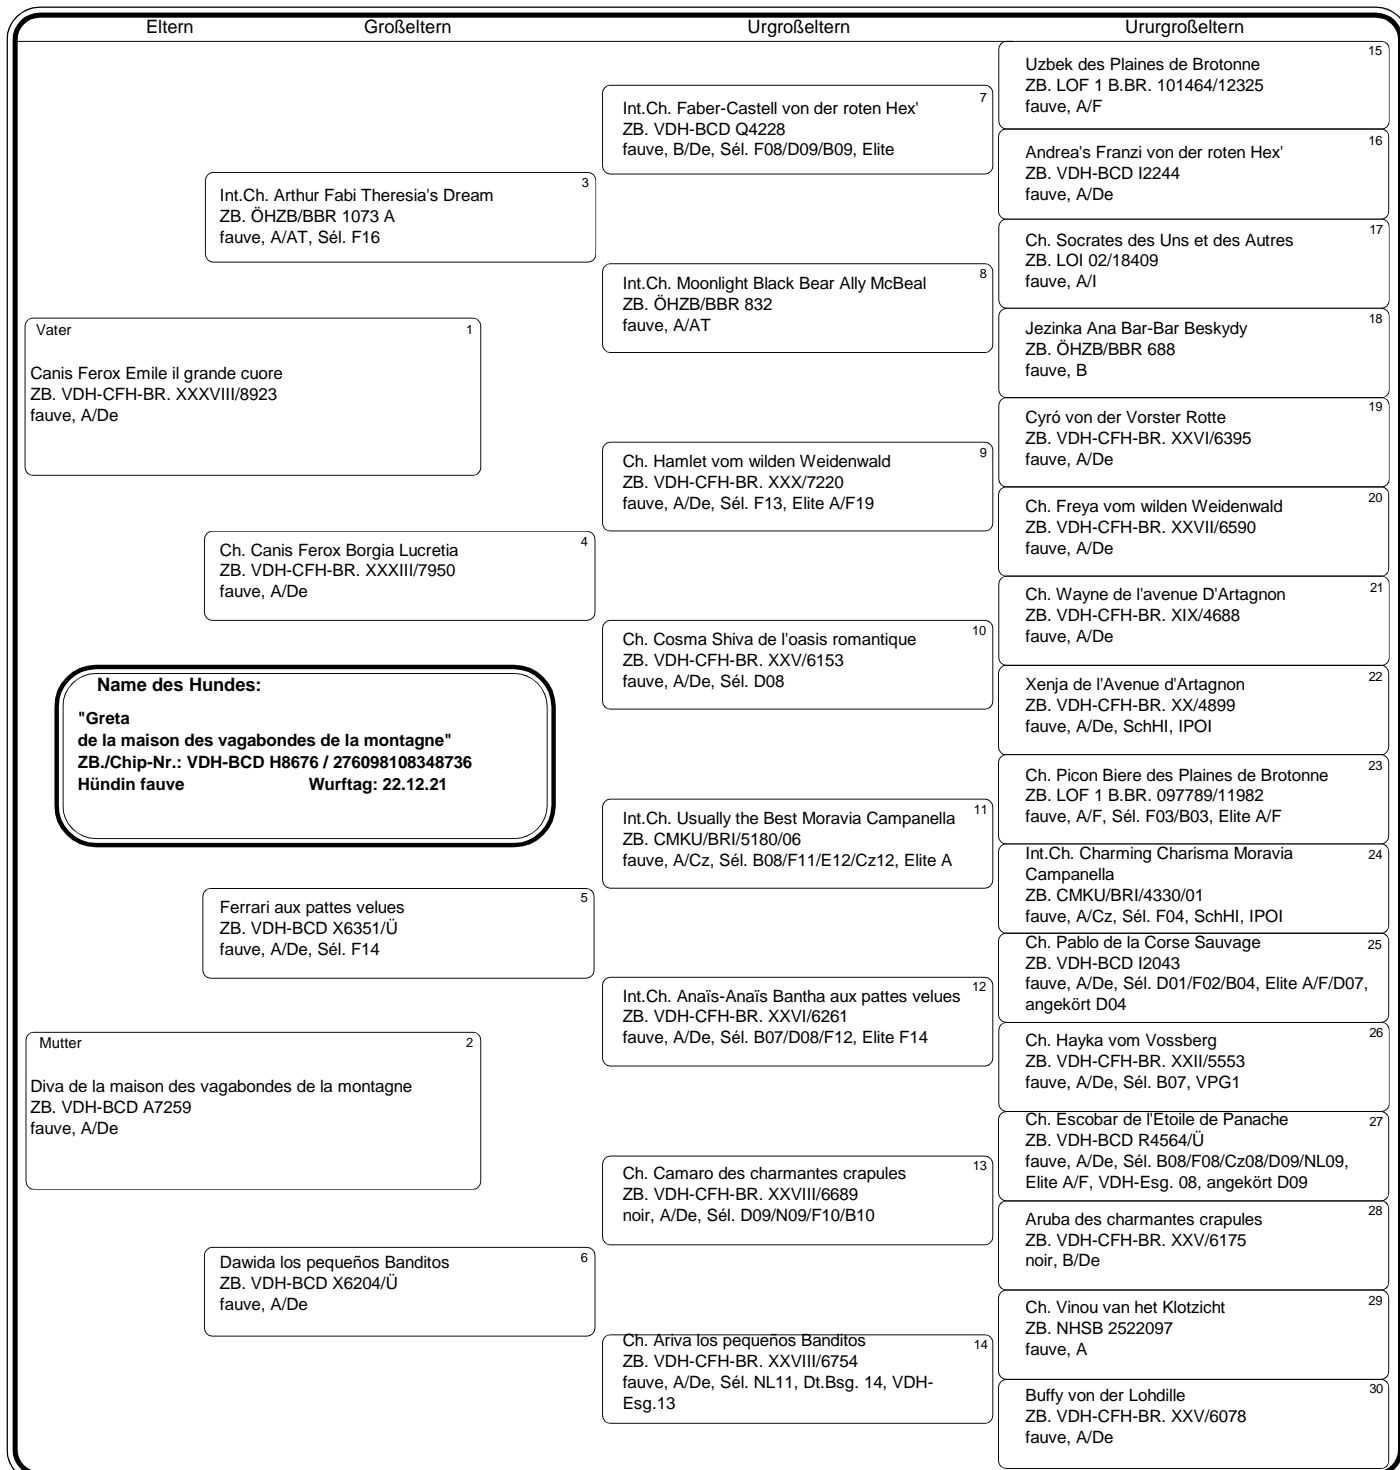 Eltern Großeltern Urgroßeltern Ururgroßeltern
Vater 1
Canis Ferox Emile il grande cuore
ZB. VDH-CFH-BR. XXXVIII/8923
fauve, A/De
Name des Hundes:
"Greta
de la maison des vagabondes de la montagne"
ZB./Chip-Nr.: VDH-BCD H8676 / 276098108348736
Hündin fauve Wurftag: 22.12.21
Mutter 2
Diva de la maison des vagabondes de la montagne
ZB. VDH-BCD A7259
fauve, A/De
3
Int.Ch. Arthur Fabi Theresia's Dream
ZB. ÖHZB/BBR 1073 A
fauve, A/AT, Sél. F16
4
Ch. Canis Ferox Borgia Lucretia
ZB. VDH-CFH-BR. XXXIII/7950
fauve, A/De
5
Ferrari aux pattes velues
ZB. VDH-BCD X6351/Ü
fauve, A/De, Sél. F14
6
Dawida los pequeños Banditos
ZB. VDH-BCD X6204/Ü
fauve, A/De
7
Int.Ch. Faber-Castell von der roten Hex'
ZB. VDH-BCD Q4228
fauve, B/De, Sél. F08/D09/B09, Elite
8
Int.Ch. Moonlight Black Bear Ally McBeal
ZB. ÖHZB/BBR 832
fauve, A/AT
9
Ch. Hamlet vom wilden Weidenwald
ZB. VDH-CFH-BR. XXX/7220
fauve, A/De, Sél. F13, Elite A/F19
10
Ch. Cosma Shiva de l'oasis romantique
ZB. VDH-CFH-BR. XXV/6153
fauve, A/De, Sél. D08
11
Int.Ch. Usually the Best Moravia Campanella
ZB. CMKU/BRI/5180/06
fauve, A/Cz, Sél. B08/F11/E12/Cz12, Elite A
12
Int.Ch. Anaïs-Anaïs Bantha aux pattes velues
ZB. VDH-CFH-BR. XXVI/6261
fauve, A/De, Sél. B07/D08/F12, Elite F14
13
Ch. Camaro des charmantes crapules
ZB. VDH-CFH-BR. XXVIII/6689
noir, A/De, Sél. D09/N09/F10/B10
14
Ch. Ariva los pequeños Banditos
ZB. VDH-CFH-BR. XXVIII/6754
fauve, A/De, Sél. NL11, Dt.Bsg. 14, VDH-
Esg.13
15
Uzbek des Plaines de Brotonne
ZB. LOF 1 B.BR. 101464/12325
fauve, A/F
16
Andrea's Franzi von der roten Hex'
ZB. VDH-BCD I2244
fauve, A/De
17
Ch. Socrates des Uns et des Autres
ZB. LOI 02/18409
fauve, A/I
18
Jezinka Ana Bar-Bar Beskydy
ZB. ÖHZB/BBR 688
fauve, B
19
Cyró von der Vorster Rotte
ZB. VDH-CFH-BR. XXVI/6395
fauve, A/De
20
Ch. Freya vom wilden Weidenwald
ZB. VDH-CFH-BR. XXVII/6590
fauve, A/De
21
Ch. Wayne de l'avenue D'Artagnon
ZB. VDH-CFH-BR. XIX/4688
fauve, A/De
22
Xenja de l'Avenue d'Artagnon
ZB. VDH-CFH-BR. XX/4899
fauve, A/De, SchHI, IPOI
23
Ch. Picon Biere des Plaines de Brotonne
ZB. LOF 1 B.BR. 097789/11982
fauve, A/F, Sél. F03/B03, Elite A/F
24
Int.Ch. Charming Charisma Moravia
Campanella
ZB. CMKU/BRI/4330/01
fauve, A/Cz, Sél. F04, SchHI, IPOI
25
Ch. Pablo de la Corse Sauvage
ZB. VDH-BCD I2043
fauve, A/De, Sél. D01/F02/B04, Elite A/F/D07,
angekört D04
26
Ch. Hayka vom Vossberg
ZB. VDH-CFH-BR. XXII/5553
fauve, A/De, Sél. B07, VPG1
27
Ch. Escobar de l'Etoile de Panache
ZB. VDH-BCD R4564/Ü
fauve, A/De, Sél. B08/F08/Cz08/D09/NL09,
Elite A/F, VDH-Esg. 08, angekört D09
28
Aruba des charmantes crapules
ZB. VDH-CFH-BR. XXV/6175
noir, B/De
29
Ch. Vinou van het Klotzicht
ZB. NHSB 2522097
fauve, A
30
Buffy von der Lohdille
ZB. VDH-CFH-BR. XXV/6078
fauve, A/De